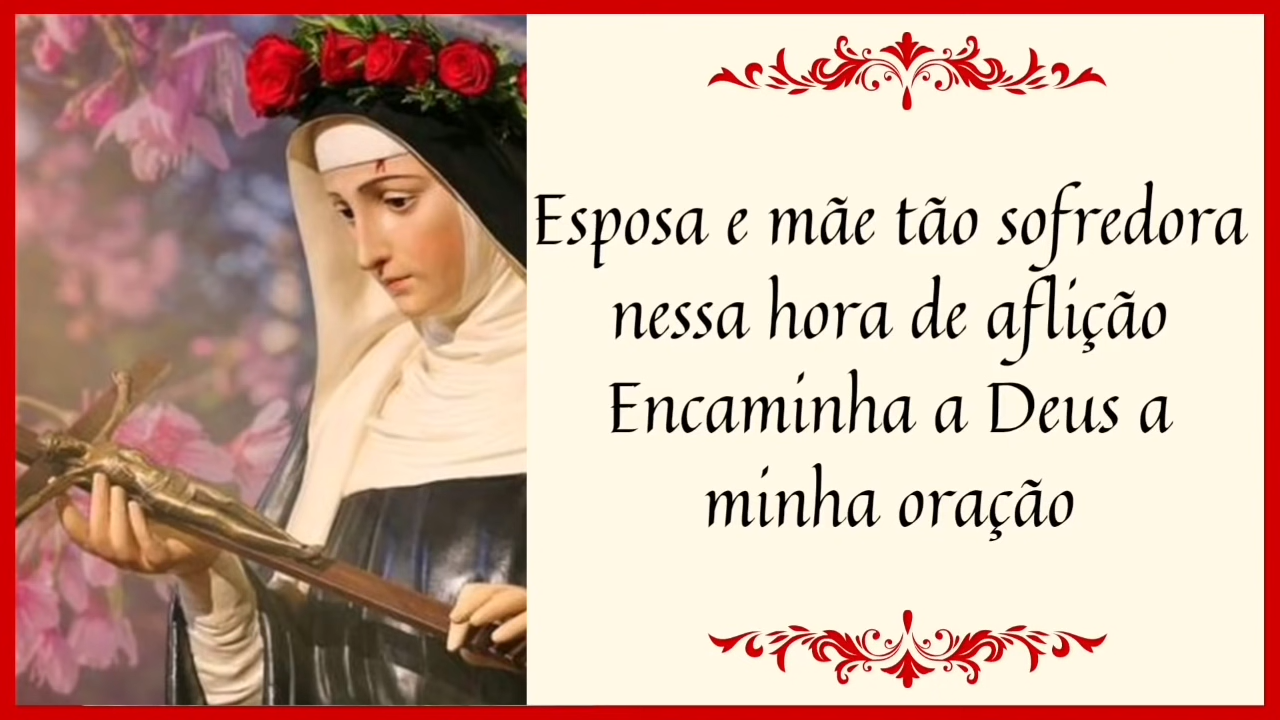 Esposa e mãe tão sofredora
nessa hora de aflição
Encaminha a Deus a
minha oração